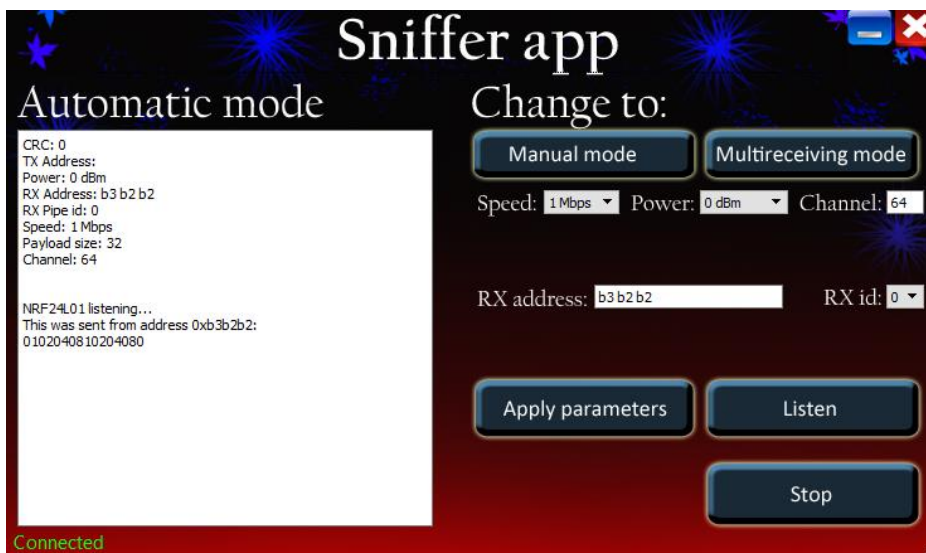 Sniffer app
Automatic mode
CRC: 0
TX Address:
Power: 0 dBm
RX Address: b3 b2 b2
RX Pipe id: 0
Speed: 1 Mbps
Payload size: 32
Channel: 64
NRF24L01 listening...
This was sent from address 0xb3b2b2:
0102040810204080
Connected
Change to:
Manual mode Multireceiving mode
Speed: 1 Mbps Power: 0 dBm Channel: 64
RX address: b3 b2 b2 RX id: 0
Apply parameters Listen
Stop